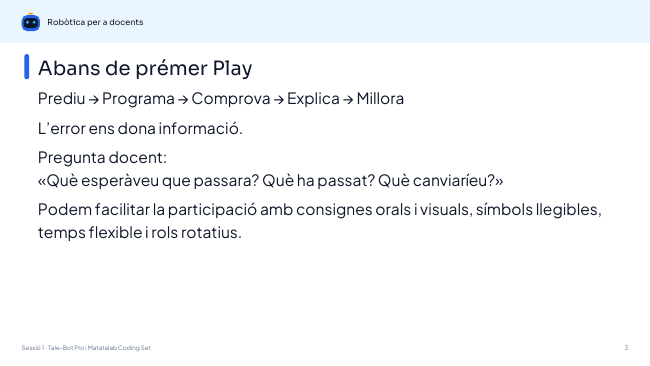 Robòtica per a docents
Abans de prémer Play
Prediu → Programa → Comprova → Explica → Millora
L’error ens dona informació.
Pregunta docent:
«Què esperàveu que passara? Què ha passat? Què canviaríeu?»
Podem facilitar la participació amb consignes orals i visuals, símbols llegibles,
temps flexible i rols rotatius.
Sessió 1 · Tale-Bot Pro i Matatalab Coding Set
3